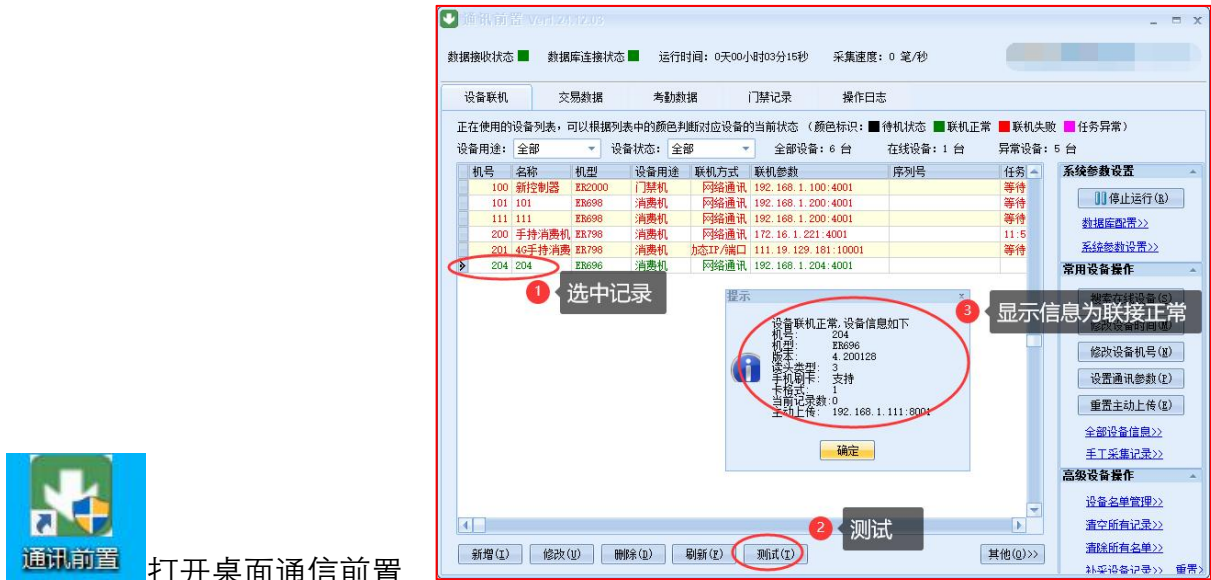 通讯前置 Ver1.24.12.03
数据接收状态 数据库连接状态 运行时间: 0天00小时03分15秒 采集速度: 0 笔/秒
设备联机 交易数据 考勤数据 门禁记录 操作日志
正在使用的设备列表,可以根据列表中的颜色判断对应设备的当前状态 (颜色标识: 待机状态 联机正常 联机失败 任务异常)
设备用途: 全部 设备状态: 全部 全部设备: 6 台 在线设备: 1 台 异常设备: 5 台
机号 名称 机型 设备用途 联机方式 联机参数 序列号 任务
100 新控制器 ER2000 门禁机 网络通讯 192.168.1.100:4001 等待
101 101 ER698 消费机 网络通讯 192.168.1.200:4001 等待
111 111 ER698 消费机 网络通讯 192.168.1.200:4001 等待
200 手持消费机 ER798 消费机 网络通讯 172.16.1.221:4001 11:5
201 4G手持消费 ER798 消费机 动态IP/端口 111.19.129.181:10001 等待
204 204 ER696 消费机 网络通讯 192.168.1.204:4001
1 选中记录
提示
设备联机正常,设备信息如下
机号: 204
机型: ER696
版本: 4.200128
读头类型: 3
手机刷卡: 支持
卡格式: 1
当前记录数:0
主动上传: 192.168.1.111:8001
确定
3 显示信息为联接正常
2 测试
新增(I) 修改(U) 删除(D) 刷新(F) 测试(T) 其他(O)>>
系统参数设置
停止运行(R)
数据库配置>>
系统参数设置>>
常用设备操作
搜索在线设备(S)
修改设备时间(M)
修改设备机号(N)
设置通讯参数(P)
重置主动上传(E)
全部设备信息>>
手工采集记录>>
高级设备操作
设备名单管理>>
清空所有记录>>
清除所有名单>>
补采设备记录>> 重置>
通讯前置
打开桌面通信前置